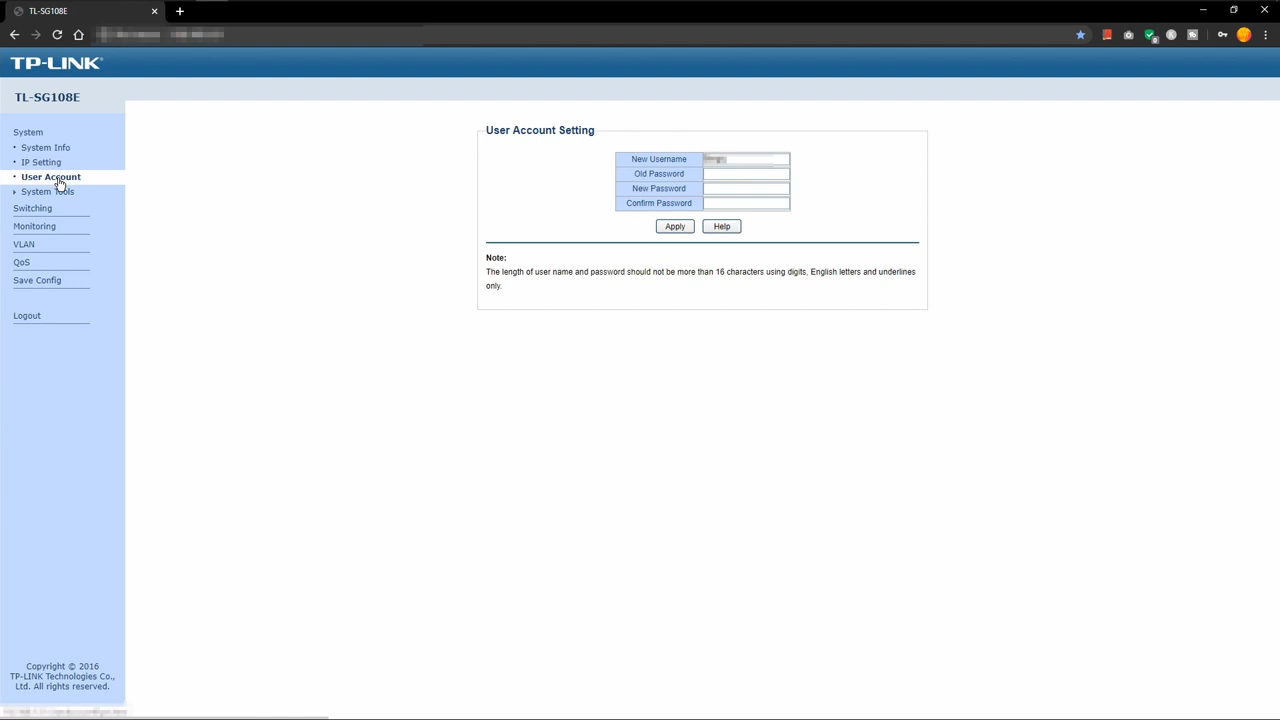 TL-SG108E
TP-LINK
TL-SG108E
System
System Info
IP Setting
User Account
System Tools
Switching
Monitoring
VLAN
QoS
Save Config
Logout
User Account Setting
New Username
Old Password
New Password
Confirm Password
Apply Help
Note:
The length of user name and password should not be more than 16 characters using digits, English letters and underlines
only.
Copyright © 2016
TP-LINK Technologies Co.,
Ltd. All rights reserved.